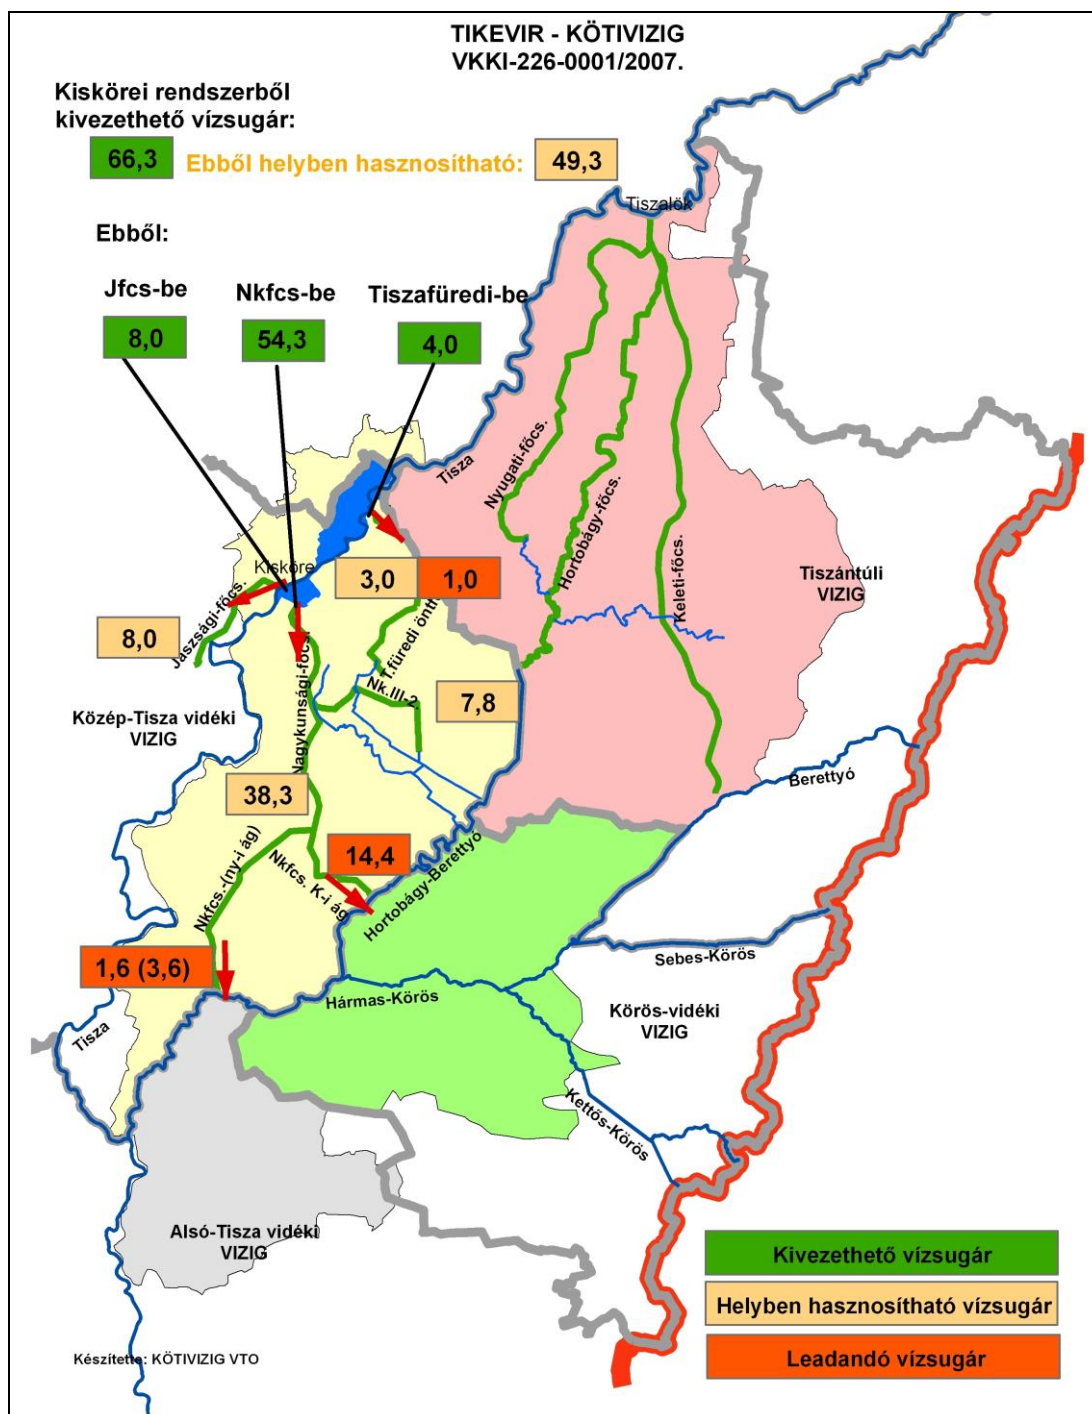 TIKEVIR - KÖTIVIZIG
VKKI-226-0001/2007.
Kiskörei rendszerből
kivezethető vízsugár:
66,3
Ebből helyben hasznosítható:
49,3
Ebből:
Jfcs-be
Nkfcs-be
Tiszafüredi-be
8,0
54,3
4,0
Tiszalök
Tisza
Nyugati-főcs.
Hortobágy-főcs.
Keleti-főcs.
Tiszántúli
VIZIG
Kisköre
3,0
1,0
Jászsági-főcs.
8,0
Nagykunsági-főcs.
T.füredi öntf
Nk.III-2.
7,8
Közép-Tisza vidéki
VIZIG
38,3
Berettyó
Nkfcs.-(ny-i ág)
Nkfcs. K-i ág
14,4
Hortobágy-Berettyó
1,6 (3,6)
Sebes-Körös
Hármas-Körös
Körös-vidéki
VIZIG
Tisza
Kettős-Körös
Alsó-Tisza vidéki
VIZIG
Kivezethető vízsugár
Helyben hasznosítható vízsugár
Leadandó vízsugár
Készítette: KÖTIVIZIG VTO